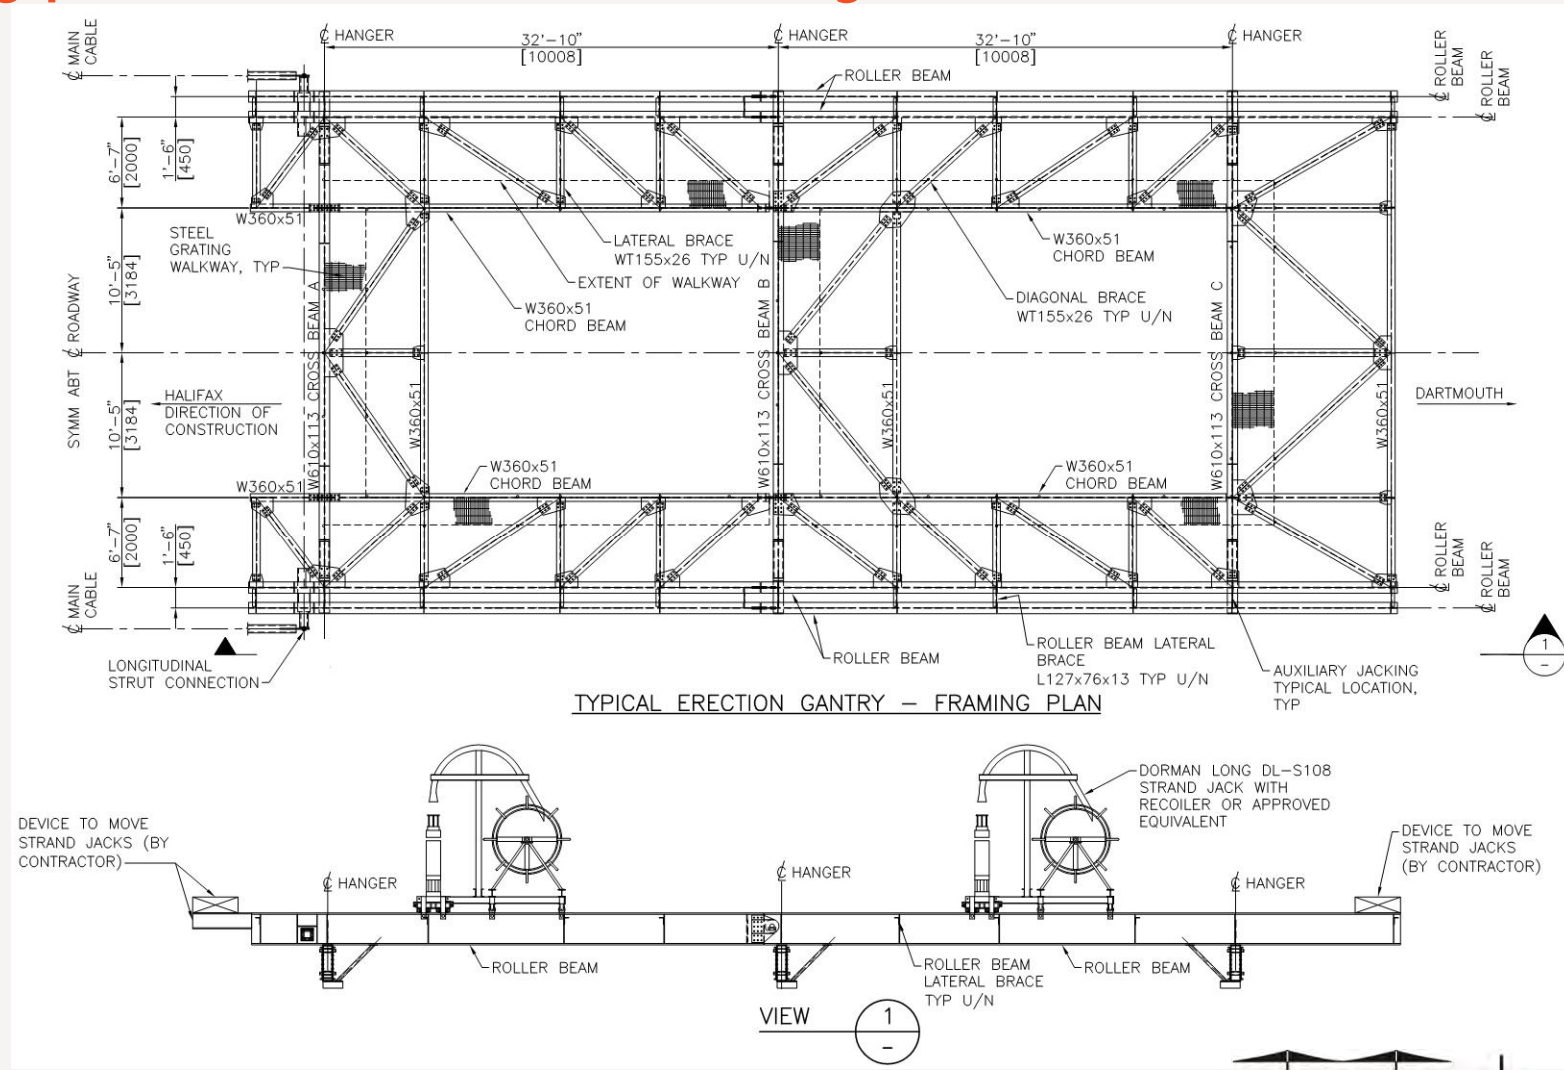 ℄ MAIN
CABLE
℄ HANGER
32'-10"
[10008]
℄ HANGER
32'-10"
[10008]
℄ HANGER
ROLLER BEAM
℄ ROLLER
BEAM
℄ ROLLER
BEAM
6'-7"
[2000]
1'-6"
[450]
W360x51
STEEL
GRATING
WALKWAY, TYP
LATERAL BRACE
WT155x26 TYP U/N
EXTENT OF WALKWAY
W360x51
CHORD BEAM
W360x51
CHORD BEAM
DIAGONAL BRACE
WT155x26 TYP U/N
10'-5"
[3184]
SYMM ABT ℄ ROADWAY
W610x113 CROSS BEAM A
W610x113 CROSS BEAM B
W610x113 CROSS BEAM C
HALIFAX
DIRECTION OF
CONSTRUCTION
10'-5"
[3184]
W360x51
W360x51
W360x51
DARTMOUTH
W360x51
W360x51
CHORD BEAM
W360x51
CHORD BEAM
6'-7"
[2000]
1'-6"
[450]
℄ MAIN
CABLE
℄ ROLLER
BEAM
℄ ROLLER
BEAM
LONGITUDINAL
STRUT CONNECTION
ROLLER BEAM
ROLLER BEAM LATERAL
BRACE
L127x76x13 TYP U/N
AUXILIARY JACKING
TYPICAL LOCATION,
TYP
1
-
TYPICAL ERECTION GANTRY - FRAMING PLAN
DEVICE TO MOVE
STRAND JACKS (BY
CONTRACTOR)
DORMAN LONG DL-S108
STRAND JACK WITH
RECOILER OR APPROVED
EQUIVALENT
DEVICE TO MOVE
STRAND JACKS
(BY CONTRACTOR)
℄ HANGER
℄ HANGER
℄ HANGER
ROLLER BEAM
ROLLER BEAM
LATERAL BRACE
TYP U/N
ROLLER BEAM
VIEW
1
-